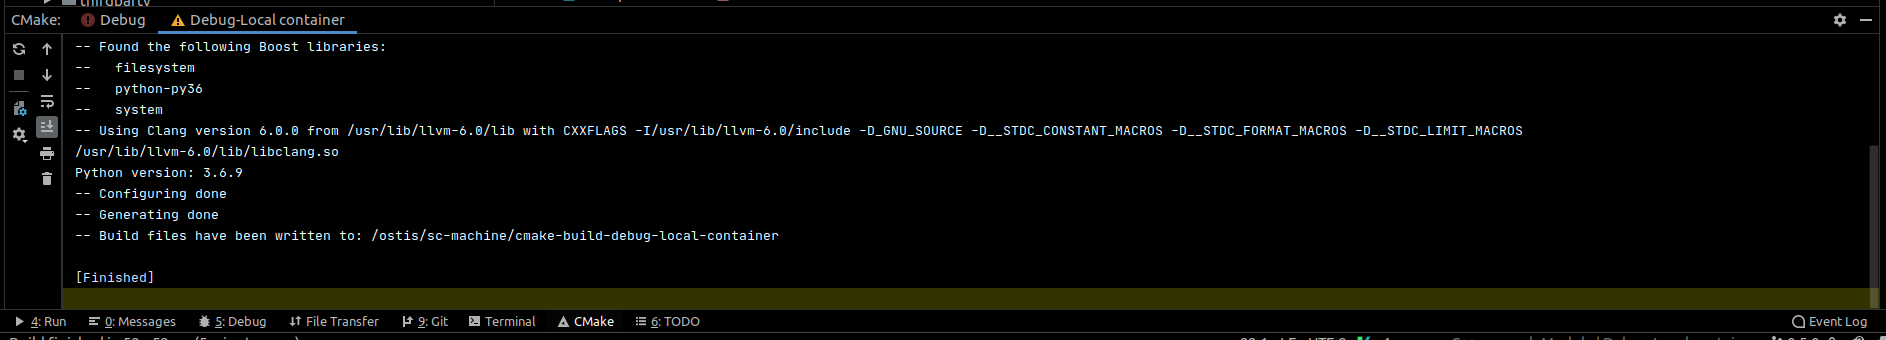 thirdparty
CMake: Debug Debug-Local container
-- Found the following Boost libraries:
--   filesystem
--   python-py36
--   system
-- Using Clang version 6.0.0 from /usr/lib/llvm-6.0/lib with CXXFLAGS -I/usr/lib/llvm-6.0/include -D_GNU_SOURCE -D__STDC_CONSTANT_MACROS -D__STDC_FORMAT_MACROS -D__STDC_LIMIT_MACROS
/usr/lib/llvm-6.0/lib/libclang.so
Python version: 3.6.9
-- Configuring done
-- Generating done
-- Build files have been written to: /ostis/sc-machine/cmake-build-debug-local-container
[Finished]
4: Run 0: Messages 5: Debug File Transfer 9: Git Terminal CMake 6: TODO Event Log